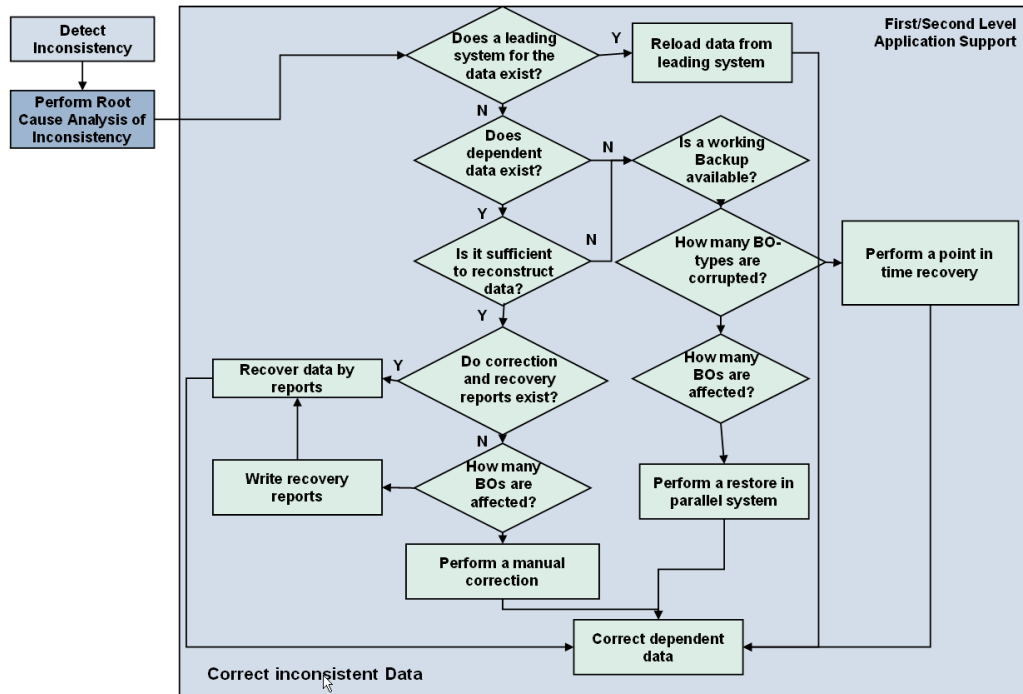 Detect
Inconsistency
Perform Root
Cause Analysis of
Inconsistency
First/Second Level
Application Support
Does a leading
system for the
data exist?
Y
Reload data from
leading system
N
Does
dependent
data exist?
N
Is a working
Backup
available?
Y
Is it sufficient
to reconstruct
data?
N
How many BO-
types are
corrupted?
Perform a point in
time recovery
Y
Do correction
and recovery
reports exist?
Y
Recover data by
reports
How many
BOs are
affected?
N
How many
BOs are
affected?
Write recovery
reports
Perform a restore in
parallel system
Perform a manual
correction
Correct dependent
data
Correct inconsistent Data